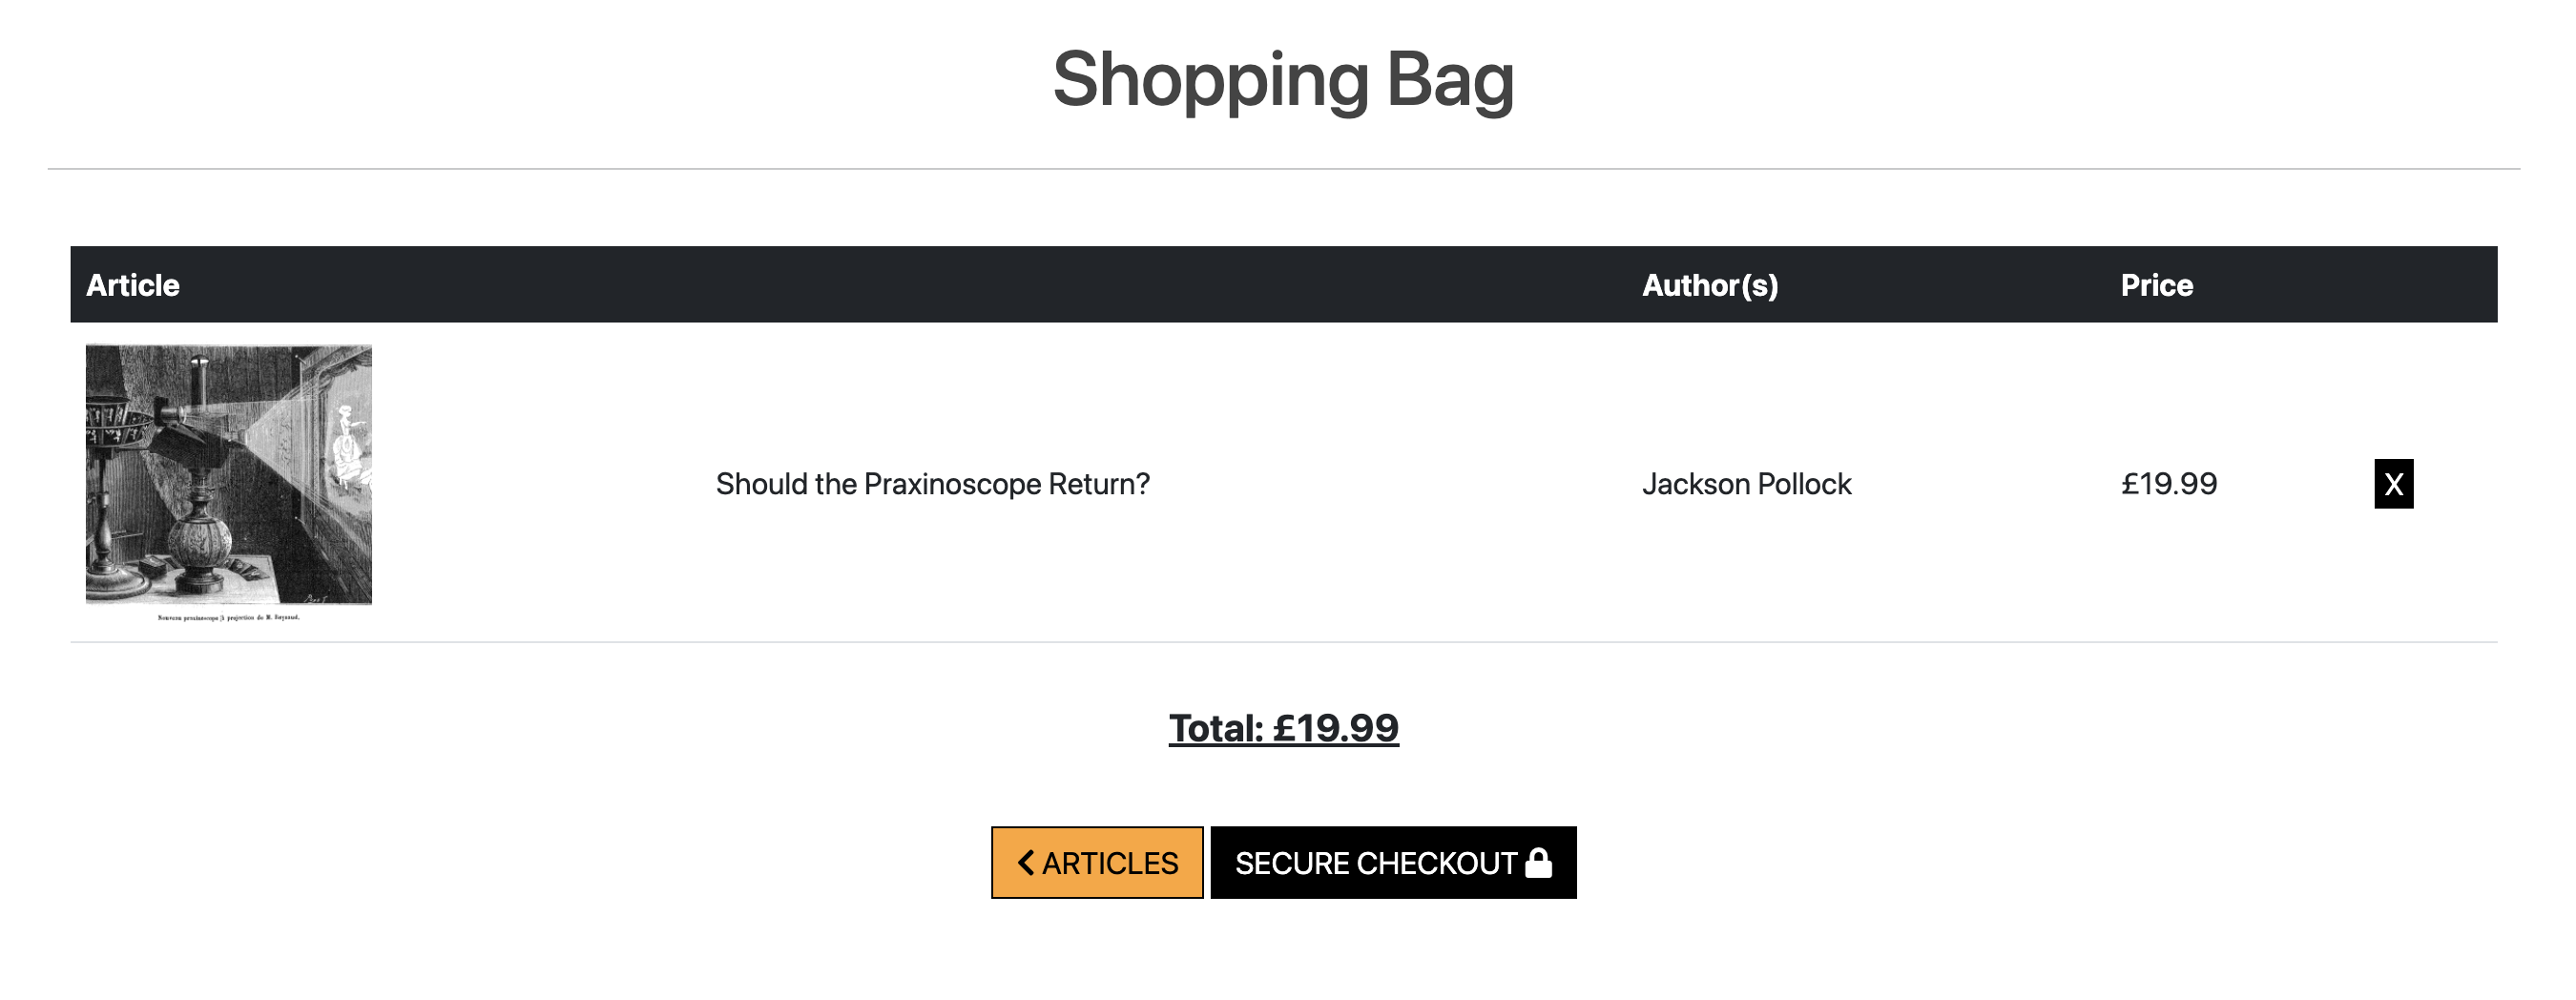 Shopping Bag
Article Author(s) Price
Should the Praxinoscope Return? Jackson Pollock £19.99 X
Nouveau praxinoscope à projection de M. Reynaud.
Total: £19.99
ARTICLES SECURE CHECKOUT